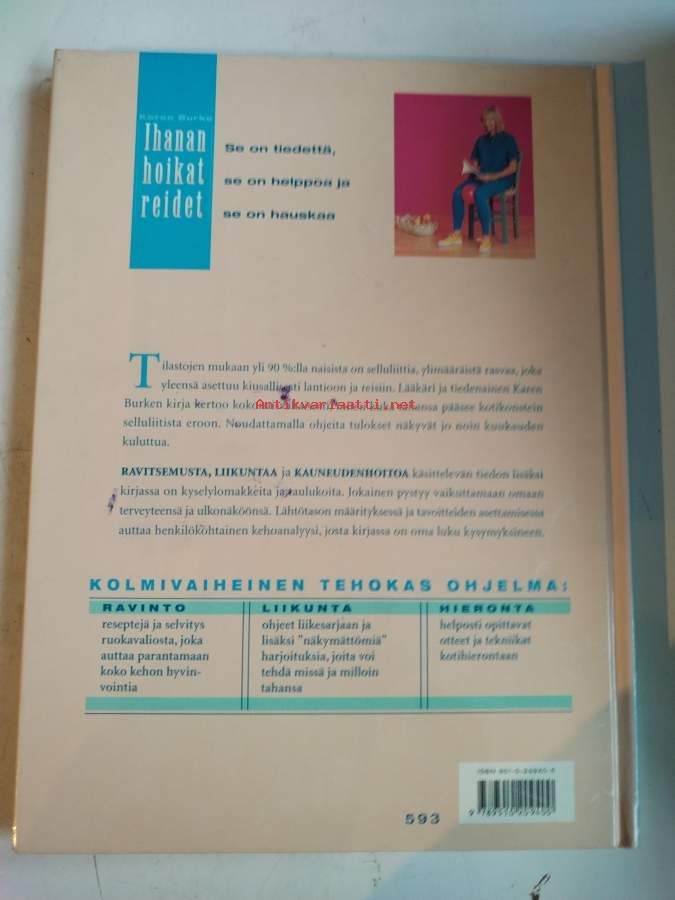 Karen Burke
Ihanan
hoikat
reidet
Se on tiedettä,
se on helppoa ja
se on hauskaa
Tilastojen mukaan yli 90 %:lla naisista on selluliittia, ylimääräistä rasvaa, joka
yleensä asettuu kiusallisesti lantioon ja reisiin. Lääkäri ja tiedenainen Karen
Burken kirja kertoo pääsee kotikonstein
Antikvariaatti.net
selluliitista eroon. Noudattamalla ohjeita tulokset näkyvät jo noin kuukauden
kuluttua.
RAVITSEMUSTA, LIIKUNTAA ja KAUNEUDENHOITOA käsittelevän tiedon lisäksi
kirjassa on kyselylomakkeita ja taulukoita. Jokainen pystyy vaikuttamaan omaan
terveyteensä ja ulkonäköönsä. Lähtötason määrityksessä ja tavoitteiden asettamisessa
auttaa henkilökohtainen kehoanalyysi, josta kirjassa on oma luku kysymyksineen.
KOLMIVAIHEINEN TEHOKAS OHJELMA:
RAVINTO
reseptejä ja selvitys
ruokavaliosta, joka
auttaa parantamaan
koko kehon hyvin-
vointia
LIIKUNTA
ohjeet liikesarjaan ja
lisäksi "näkymättömiä"
harjoituksia, joita voi
tehdä missä ja milloin
tahansa
HIERONTA
helposti opittavat
otteet ja tekniikat
kotihierontaan
ISBN
593